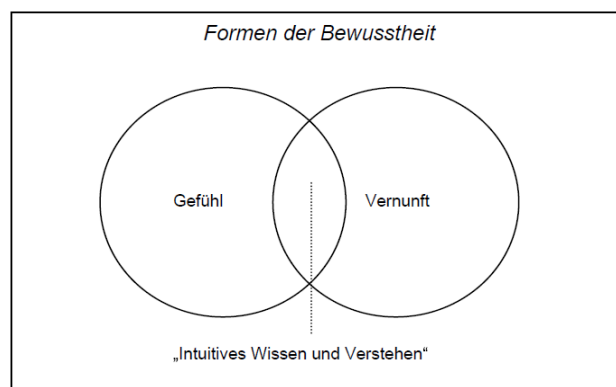 Formen der Bewusstheit
Gefühl
Vernunft
„Intuitives Wissen und Verstehen“